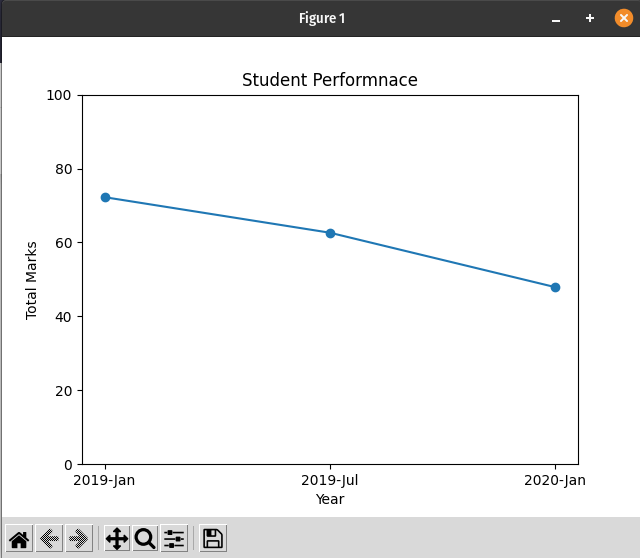 Figure 1
Student Performnace
100
80
60
40
20
0
Total Marks
2019-Jan 2019-Jul 2020-Jan
Year